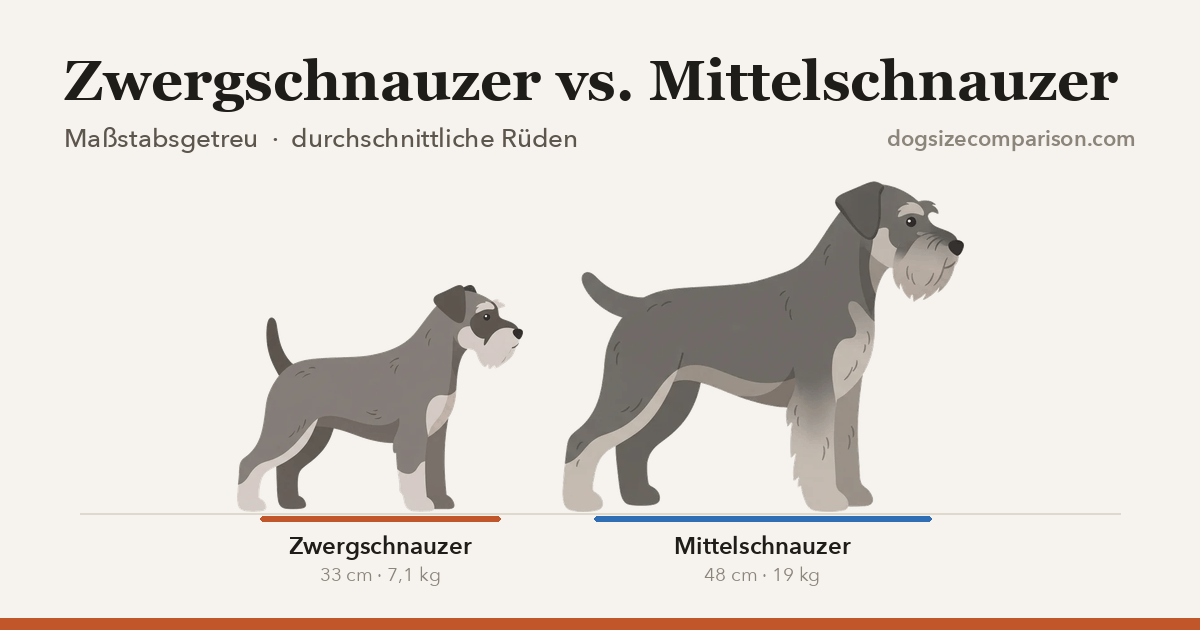 Zwergschnauzer vs. Mittelschnauzer
Maßstabsgetreu · durchschnittliche Rüden
dogsizecomparison.com
Zwergschnauzer
33 cm · 7,1 kg
Mittelschnauzer
48 cm · 19 kg